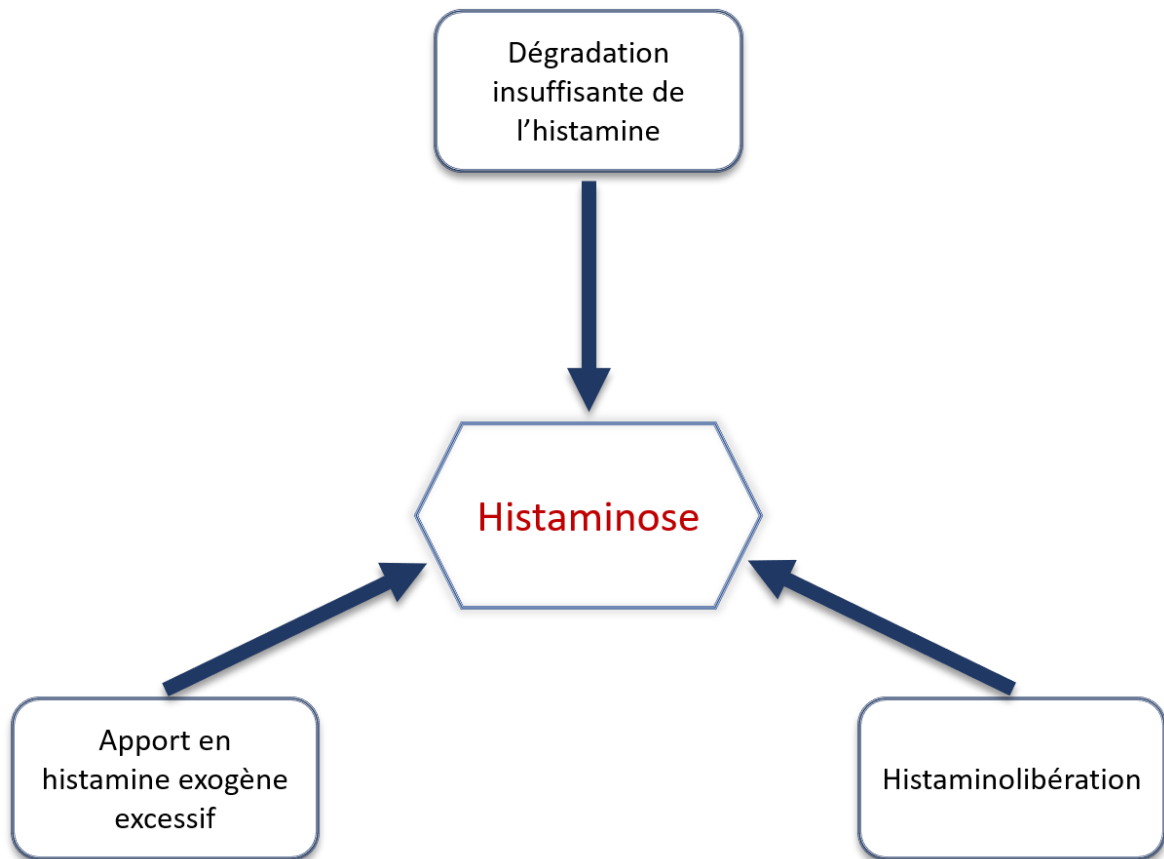 Dégradation
insuffisante de
l’histamine
Histaminose
Apport en
histamine exogène
excessif
Histaminolibération